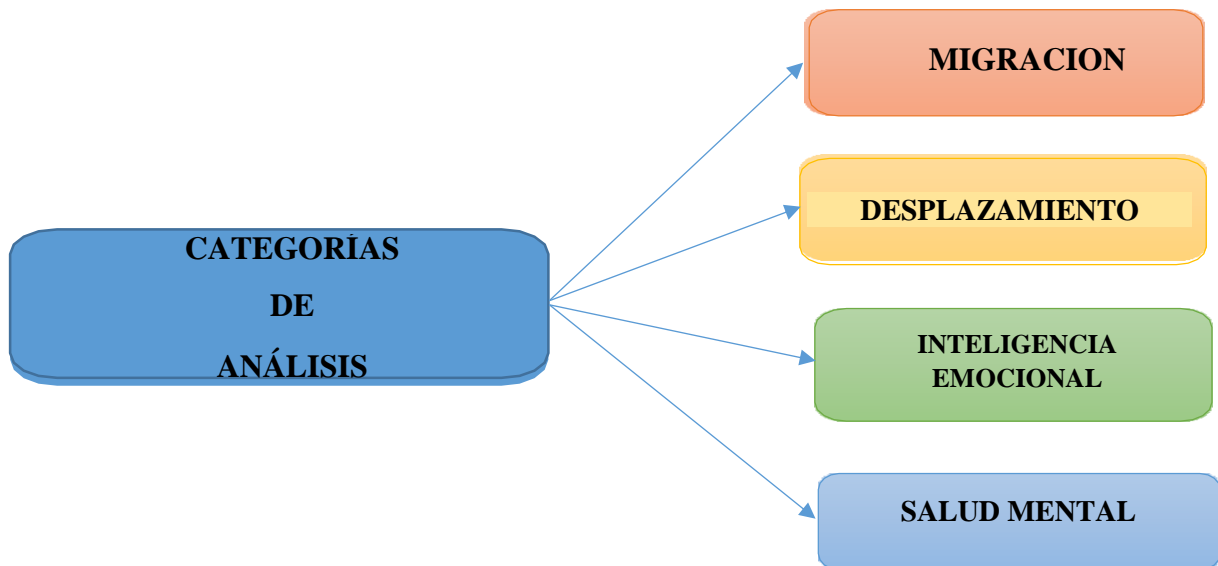 CATEGORÍAS
DE
ANÁLISIS
MIGRACION
DESPLAZAMIENTO
INTELIGENCIA
EMOCIONAL
SALUD MENTAL